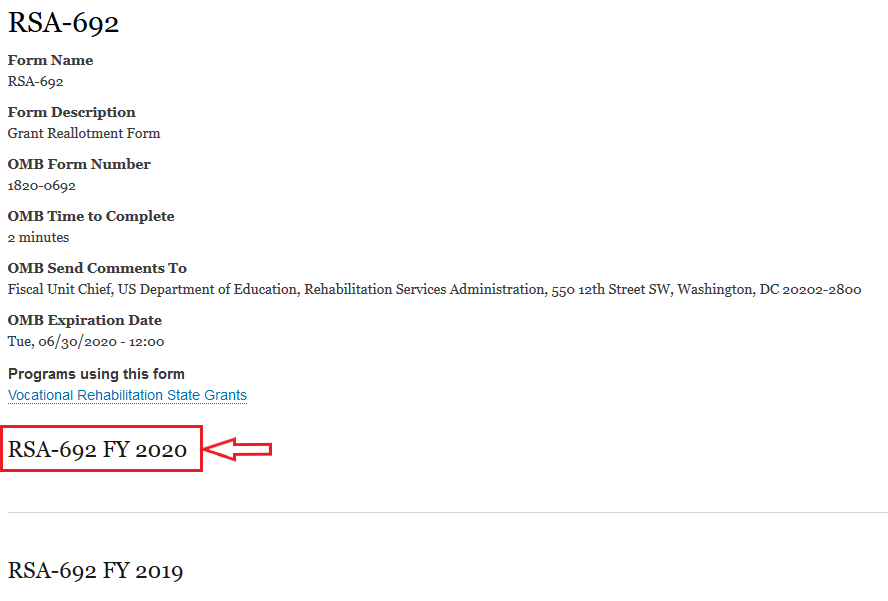 RSA-692
Form Name
RSA-692
Form Description
Grant Reallotment Form
OMB Form Number
1820-0692
OMB Time to Complete
2 minutes
OMB Send Comments To
Fiscal Unit Chief, US Department of Education, Rehabilitation Services Administration, 550 12th Street SW, Washington, DC 20202-2800
OMB Expiration Date
Tue, 06/30/2020 - 12:00
Programs using this form
Vocational Rehabilitation State Grants
RSA-692 FY 2020
RSA-692 FY 2019